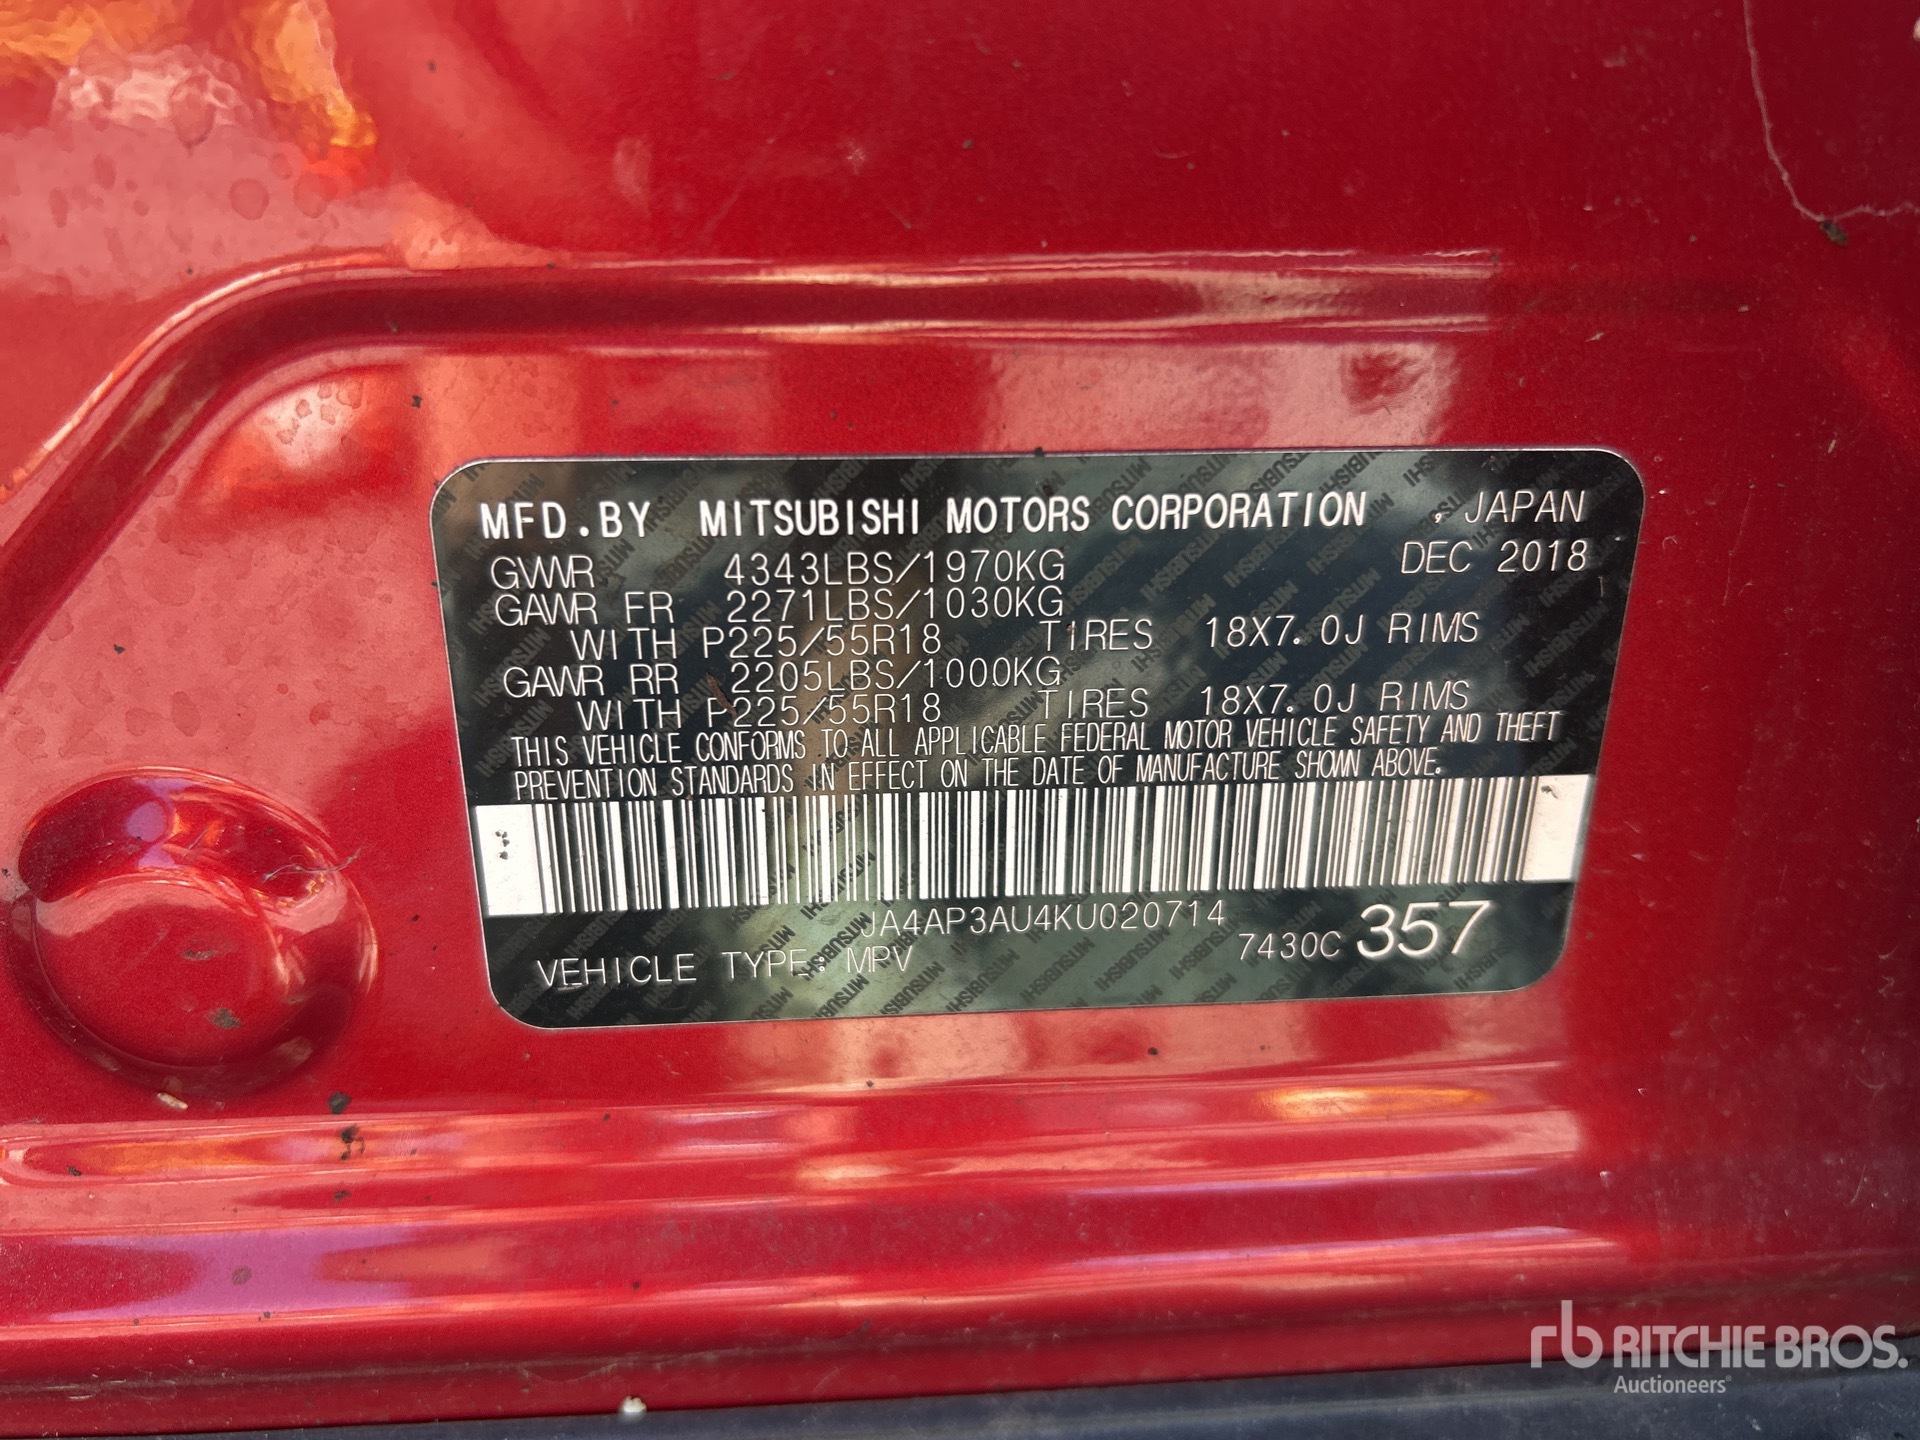 MFD.BY MITSUBISHI MOTORS CORPORATION , JAPAN
GVWR 4343LBS/1970KG DEC 2018
GAWR FR 2271LBS/1030KG
WITH P225/55R18 TIRES 18X7.0J RIMS
GAWR RR 2205LBS/1000KG
WITH P225/55R18 TIRES 18X7.0J RIMS
THIS VEHICLE CONFORMS TO ALL APPLICABLE FEDERAL MOTOR VEHICLE SAFETY AND THEFT
PREVENTION STANDARDS IN EFFECT ON THE DATE OF MANUFACTURE SHOWN ABOVE.
JA4AP3AU4KU020714
VEHICLE TYPE: MPV 7430C 357
rb RITCHIE BROS.
Auctioneers